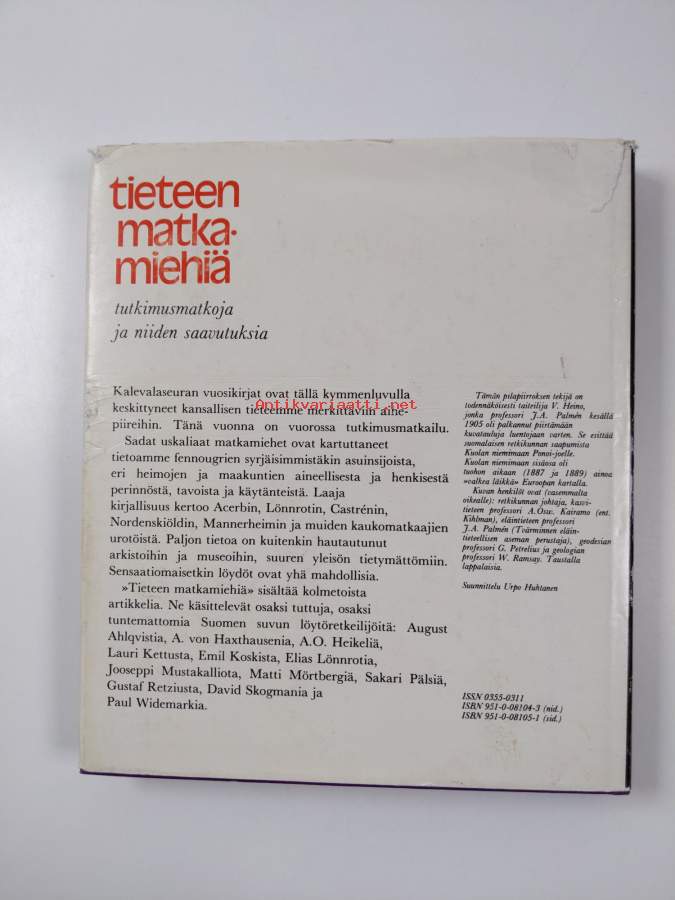 tieteen
matka-
miehiä
tutkimusmatkoja
ja niiden saavutuksia
Kalevalaseuran vuosikirjat ovat tällä kymmenluvulla
keskittyneet kansallisen tieteemme merkittäviin aihe-
piireihin. Tänä vuonna on vuorossa tutkimusmatkailu.
Sadat uskaliaat matkamiehet ovat kartuttaneet
tietoamme fennougrien syrjäisimmistäkin asuinsijoista,
eri heimojen ja maakuntien aineellisesta ja henkisestä
perinnöstä, tavoista ja käytänteistä. Laaja
kirjallisuus kertoo Acerbin, Lönnrotin, Castrénin,
Nordenskiöldin, Mannerheimin ja muiden kaukomatkaajien
urotöistä. Paljon tietoa on kuitenkin hautautunut
arkistoihin ja museoihin, suuren yleisön tietymättömiin.
Sensaatiomaisetkin löydöt ovat yhä mahdollisia.
»Tieteen matkamiehiä» sisältää kolmetoista
artikkelia. Ne käsittelevät osaksi tuttuja, osaksi
tuntemattomia Suomen suvun löytöretkeilijöitä: August
Ahlqvistia, A. von Haxthausenia, A.O. Heikeliä,
Lauri Kettusta, Emil Koskista, Elias Lönnrotia,
Jooseppi Mustakalliota, Matti Mörtbergiä, Sakari Pälsiä,
Gustaf Retziusta, David Skogmania ja
Paul Widemarkia.
Antikvariaatti.net
Tämän pilapiirroksen tekijä on
todennäköisesti taiteilija V. Heino,
jonka professori J.A. Palmén kesällä
1905 oli palkannut piirtämään
kuvatauluja luentojaan varten. Se esittää
suomalaisen retkikunnan saapumista
Kuolan niemimaan Ponoi-joelle.
Kuolan niemimaan sisäosa oli
tuohon aikaan (1887 ja 1889) ainoa
»valkea läikkä» Euroopan kartalla.
Kuvan henkilöt ovat (vasemmalta
oikealle): retkikunnan johtaja, kasvi-
tieteen professori A.Osw. Kairamo (ent.
Kihlman), eläintieteen professori
J.A. Palmén (Tvärminnen eläin-
tieteellisen aseman perustaja), geodesian
professori G. Petrelius ja geologian
professori W. Ramsay. Taustalla
lappalaisia.
Suunnittelu Urpo Huhtanen
ISSN 0355-0311
ISBN 951-0-08104-3 (nid.)
ISBN 951-0-08105-1 (sid.)